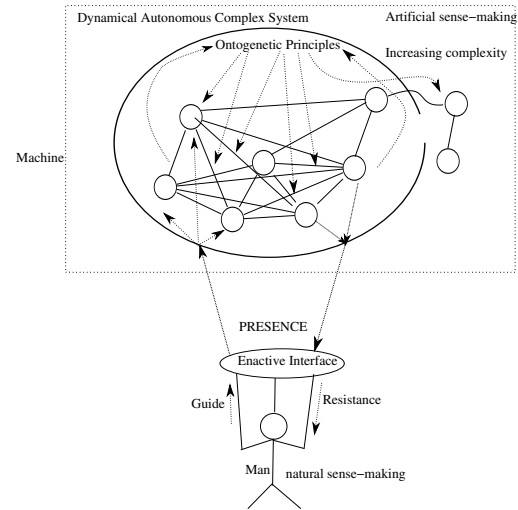 Dynamical Autonomous Complex System
Artificial sense−making
Ontogenetic Principles
Increasing complexity
Machine
PRESENCE
Enactive Interface
Guide
Resistance
Man
natural sense−making